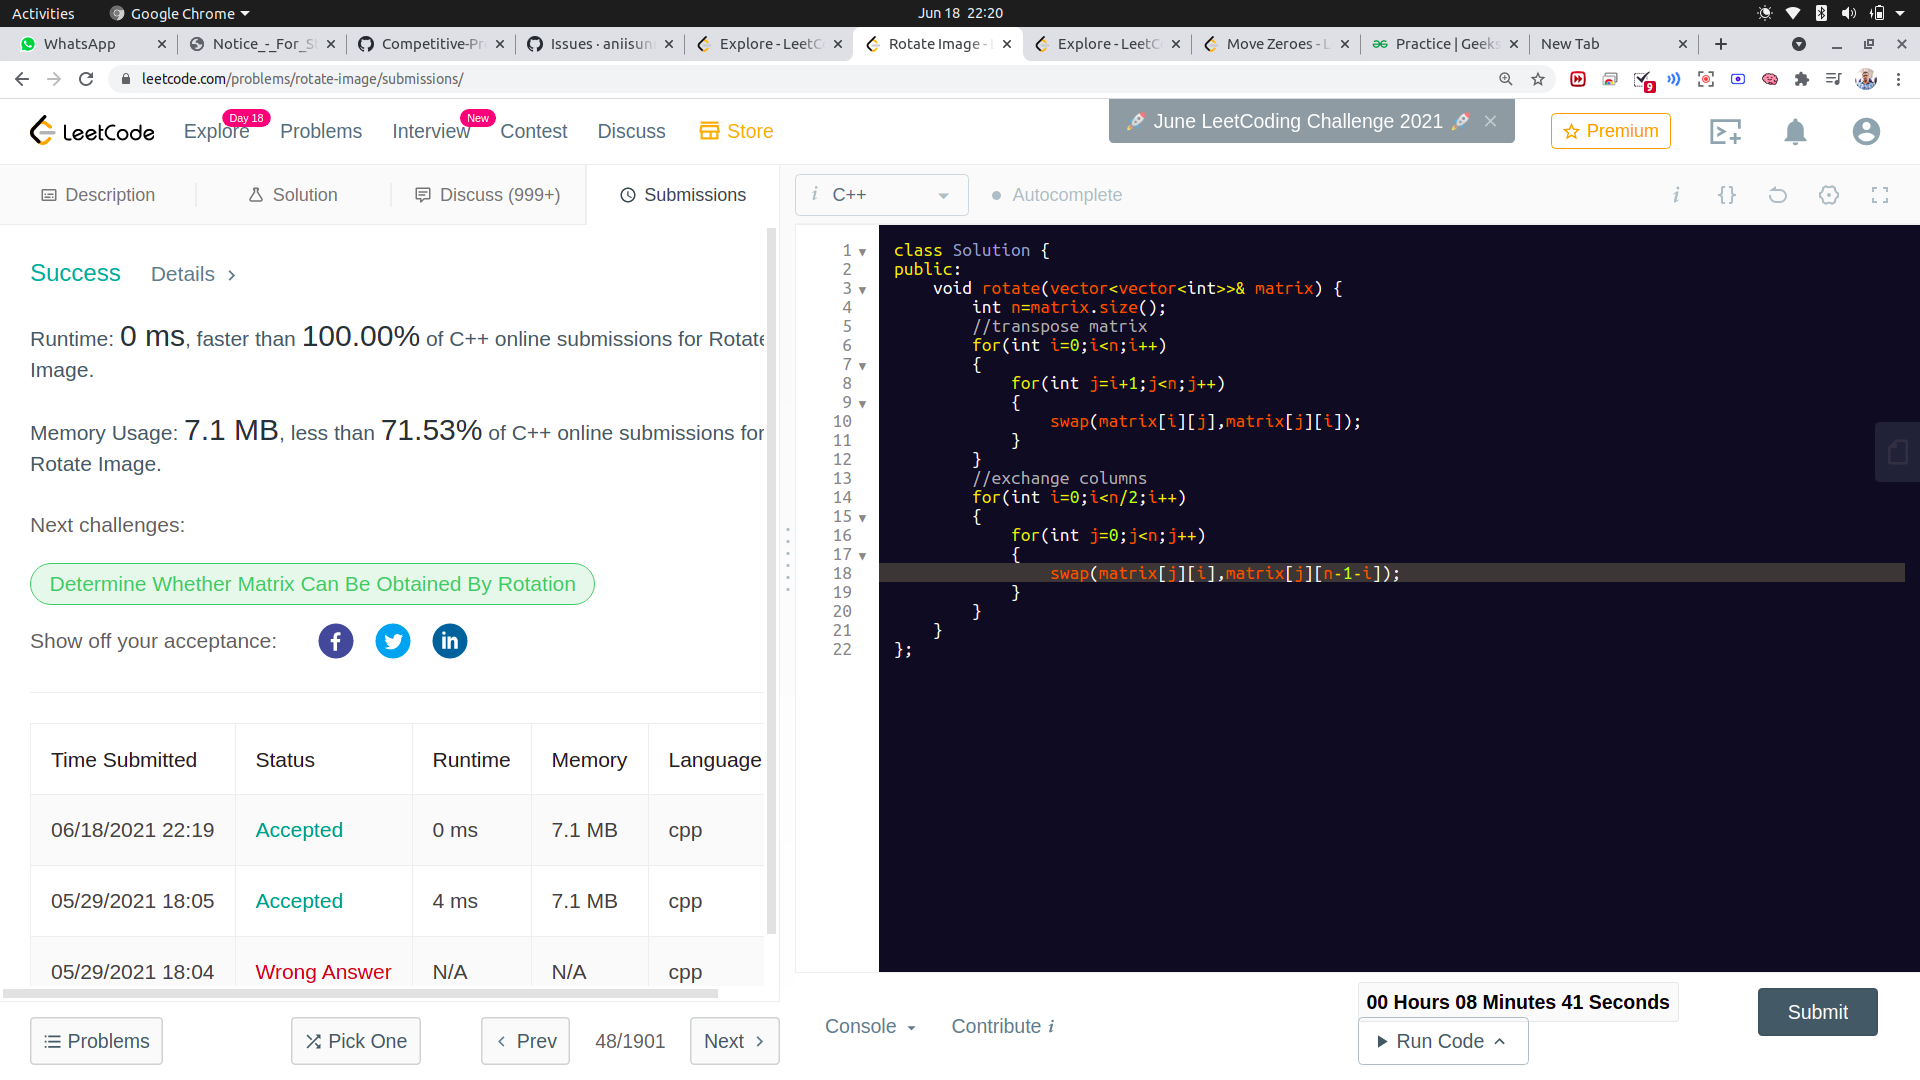 Activities
Google Chrome
Jun 18 22:20
WhatsApp
Notice_-_For_S
Competitive-Pr
Issues · aniisun
Explore - LeetC
Rotate Image -
Explore - LeetC
Move Zeroes - L
Practice | Geeks
New Tab
leetcode.com/problems/rotate-image/submissions/
9
LeetCode
Explore
Day 18
Problems
Interview
New
Contest
Discuss
Store
🚀 June LeetCoding Challenge 2021 🚀
Premium
Description
Solution
Discuss (999+)
Submissions
i C++
Autocomplete
i {}
Success Details
Runtime: 0 ms, faster than 100.00% of C++ online submissions for Rotate
Image.
Memory Usage: 7.1 MB, less than 71.53% of C++ online submissions for
Rotate Image.
Next challenges:
Determine Whether Matrix Can Be Obtained By Rotation
Show off your acceptance:
Time Submitted Status Runtime Memory Language
06/18/2021 22:19 Accepted 0 ms 7.1 MB cpp
05/29/2021 18:05 Accepted 4 ms 7.1 MB cpp
05/29/2021 18:04 Wrong Answer N/A N/A cpp
Problems
Pick One
Prev
48/1901
Next
1 class Solution {
2 public:
3 void rotate(vector<vector<int>>& matrix) {
4 int n=matrix.size();
5 //transpose matrix
6 for(int i=0;i<n;i++)
7 {
8 for(int j=i+1;j<n;j++)
9 {
10 swap(matrix[i][j],matrix[j][i]);
11 }
12 }
13 //exchange columns
14 for(int i=0;i<n/2;i++)
15 {
16 for(int j=0;j<n;j++)
17 {
18 swap(matrix[j][i],matrix[j][n-1-i]);
19 }
20 }
21 }
22 };
Console
Contribute i
00 Hours 08 Minutes 41 Seconds
Run Code
Submit